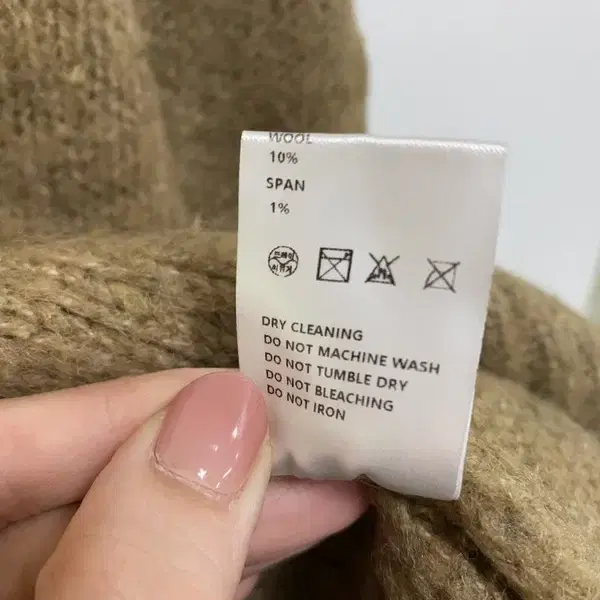 WOOL
10%
SPAN
1%
DRY CLEANING
DO NOT MACHINE WASH
DO NOT TUMBLE DRY
DO NOT BLEACHING
DO NOT IRON